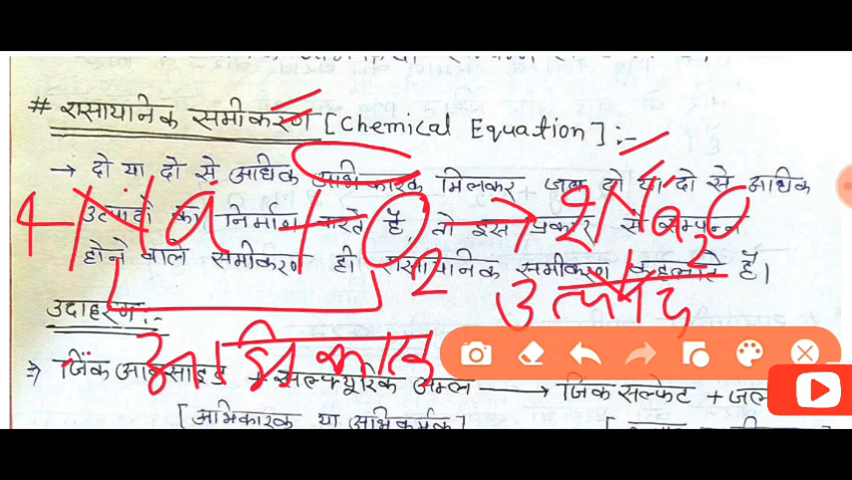 # रासायनिक समीकरण [Chemical Equation] :-
→ दो या दो से अधिक अभिकारक मिलकर जब दो या दो से अधिक
उत्पादों का निर्माण करते हैं, तो इस प्रकार से सम्पन्न
होने वाले समीकरण ही रासायनिक समीकरण कहलाते हैं।
4Na + O2 → 2Na2O
अभिकारक
उत्पाद
उदाहरण:-
⇒ जिंक आक्साइड + सल्फ्यूरिक अम्ल → जिंक सल्फेट + जल
[अभिकारक या अभिकर्मक]